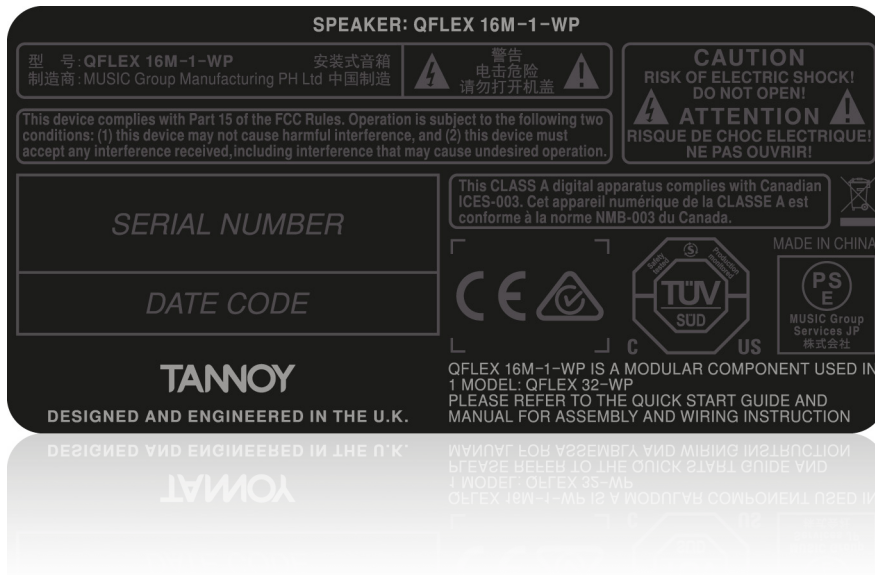 SPEAKER: QFLEX 16M-1-WP
型 号:QFLEX 16M-1-WP 安装式音箱
制造商:MUSIC Group Manufacturing PH Ltd 中国制造
警告
电击危险
请勿打开机盖
CAUTION
RISK OF ELECTRIC SHOCK!
DO NOT OPEN!
ATTENTION
RISQUE DE CHOC ELECTRIQUE!
NE PAS OUVRIR!
This device complies with Part 15 of the FCC Rules. Operation is subject to the following two
conditions: (1) this device may not cause harmful interference, and (2) this device must
accept any interference received,including interference that may cause undesired operation.
SERIAL NUMBER
DATE CODE
This CLASS A digital apparatus complies with Canadian
ICES-003. Cet appareil numérique de la CLASSE A est
conforme à la norme NMB-003 du Canada.
CE
Safety tested
S
Production monitored
TÜV
SÜD
C US
MADE IN CHINA
PS
E
MUSIC Group
Services JP
株式会社
TANNOY
DESIGNED AND ENGINEERED IN THE U.K.
QFLEX 16M-1-WP IS A MODULAR COMPONENT USED IN
1 MODEL: QFLEX 32-WP
PLEASE REFER TO THE QUICK START GUIDE AND
MANUAL FOR ASSEMBLY AND WIRING INSTRUCTION